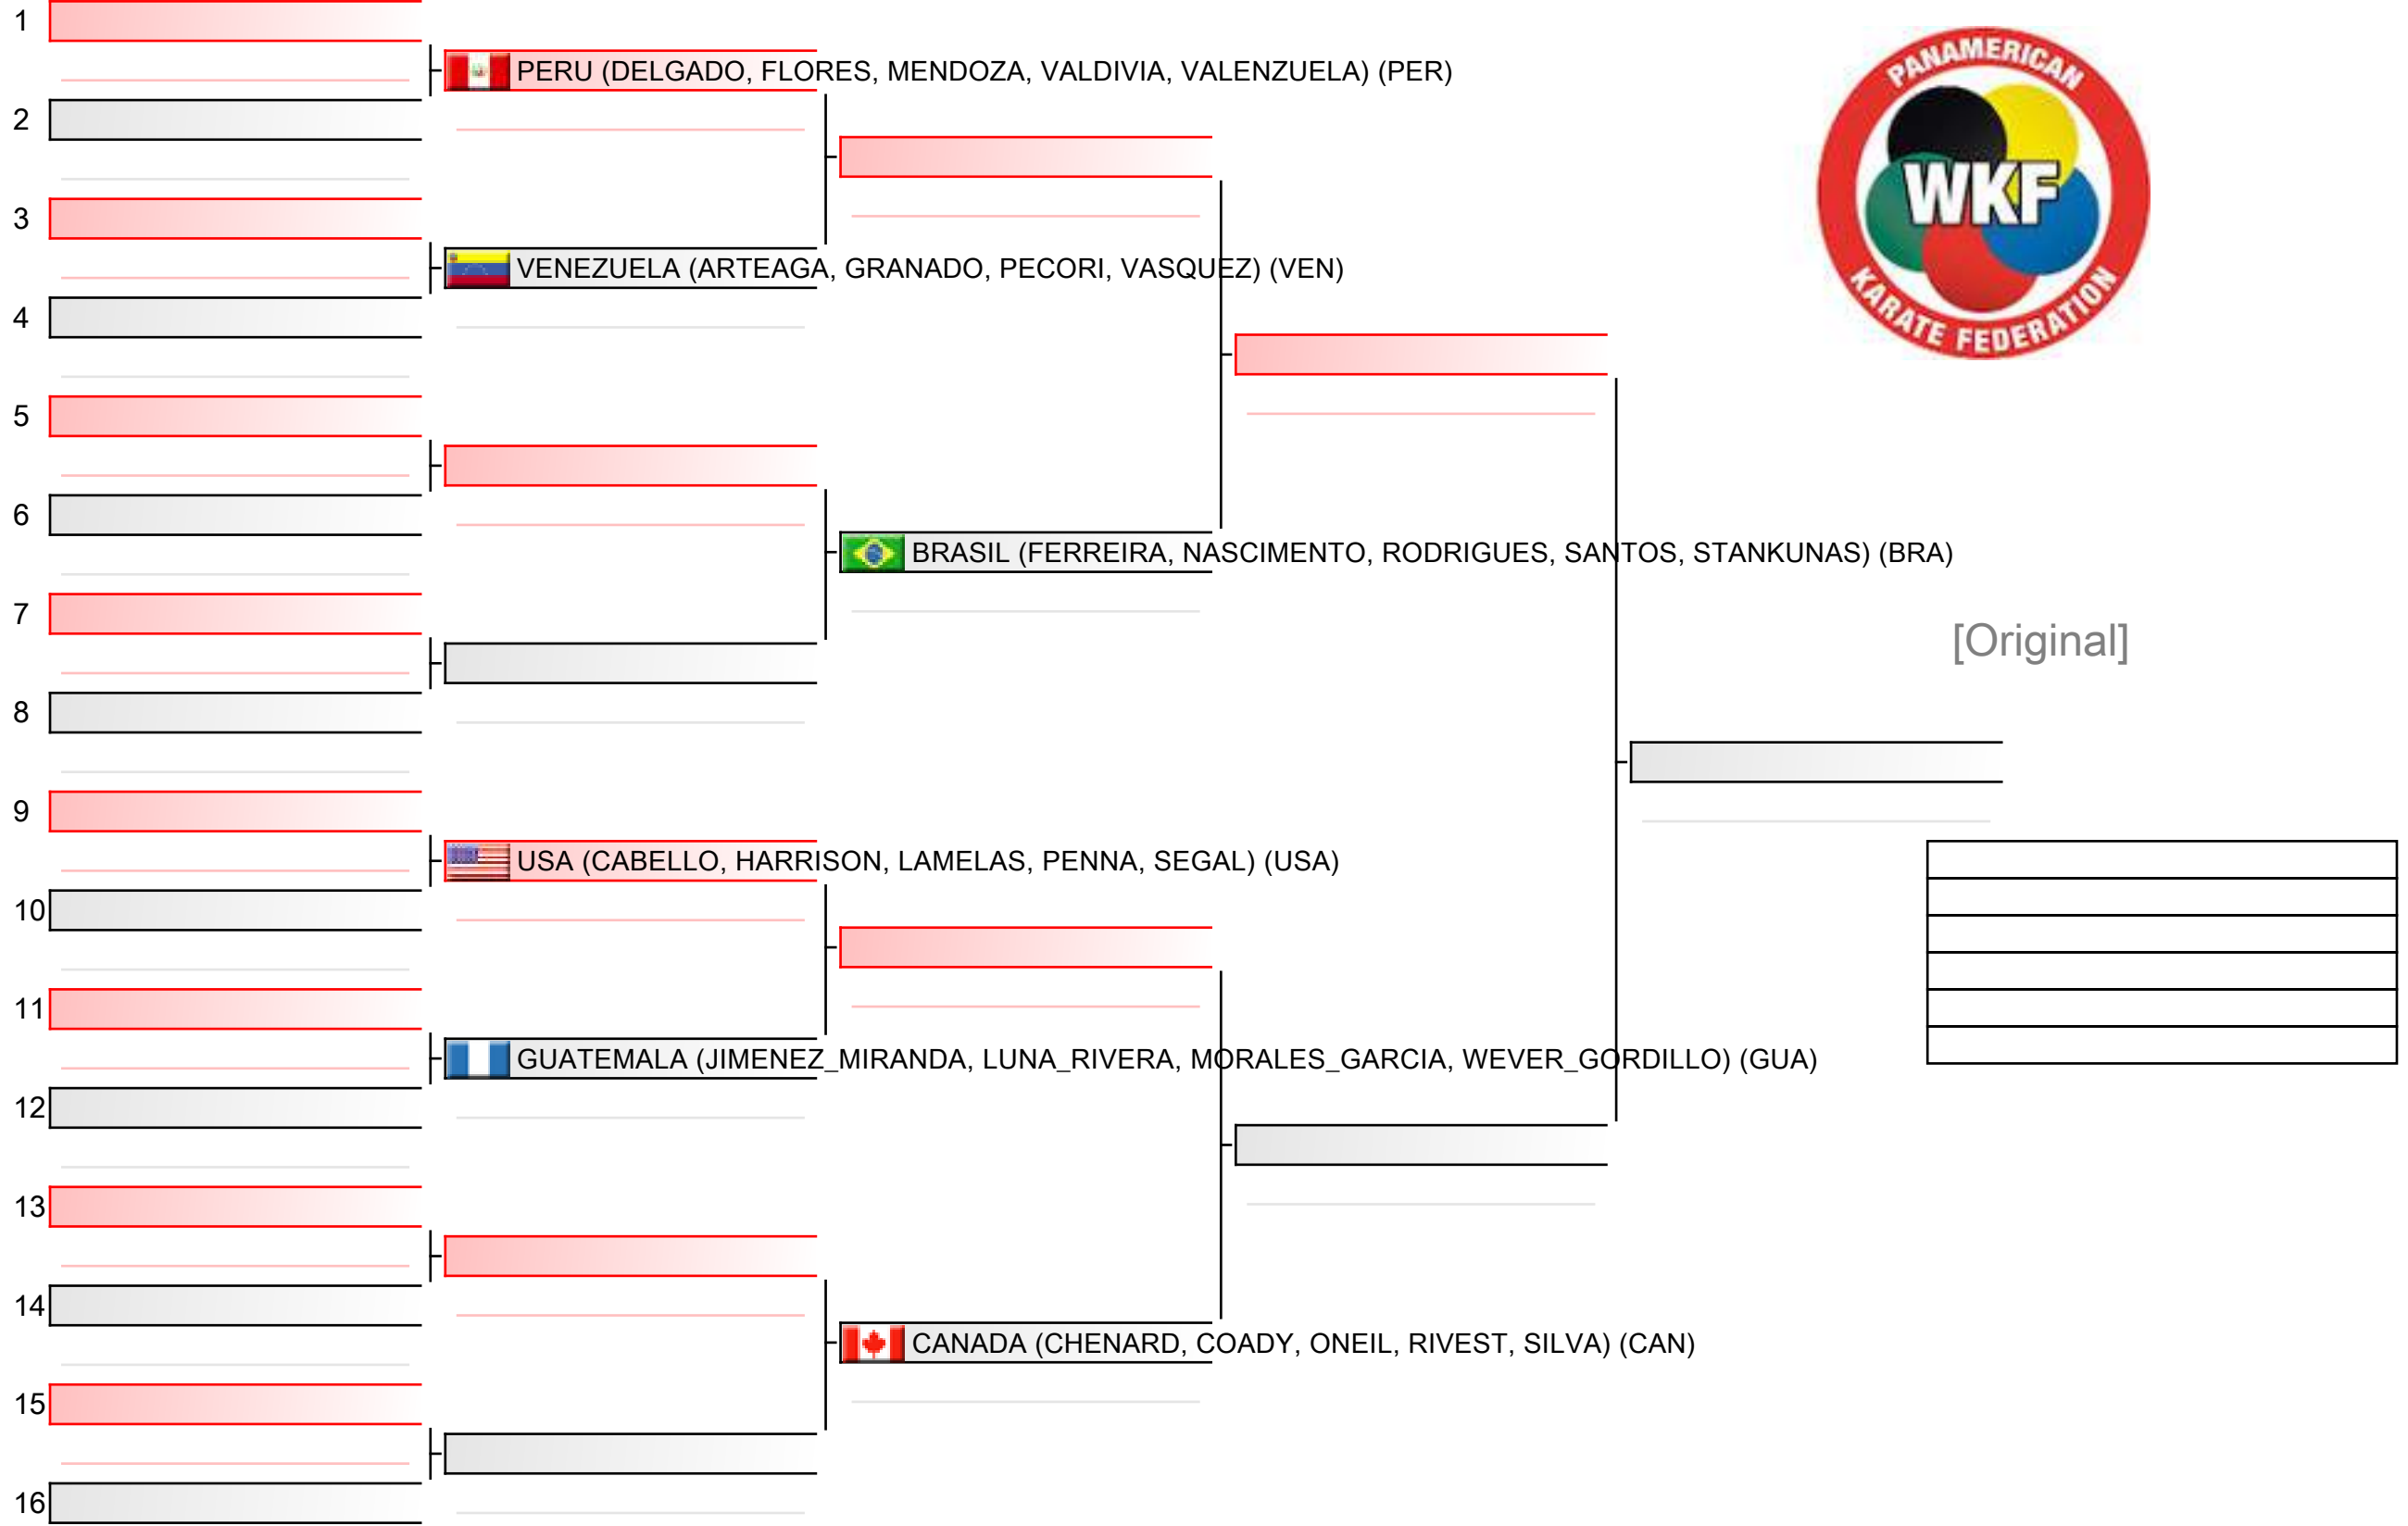 1
PERU (DELGADO, FLORES, MENDOZA, VALDIVIA, VALENZUELA) (PER)
2
3
VENEZUELA (ARTEAGA, GRANADO, PECORI, VASQUEZ) (VEN)
4
5
6
BRASIL (FERREIRA, NASCIMENTO, RODRIGUES, SANTOS, STANKUNAS) (BRA)
7
8
9
USA (CABELLO, HARRISON, LAMELAS, PENNA, SEGAL) (USA)
10
11
GUATEMALA (JIMENEZ_MIRANDA, LUNA_RIVERA, MORALES_GARCIA, WEVER_GORDILLO) (GUA)
12
13
14
CANADA (CHENARD, COADY, ONEIL, RIVEST, SILVA) (CAN)
15
16
PANAMERICAN
WKF
KARATE FEDERATION
[Original]